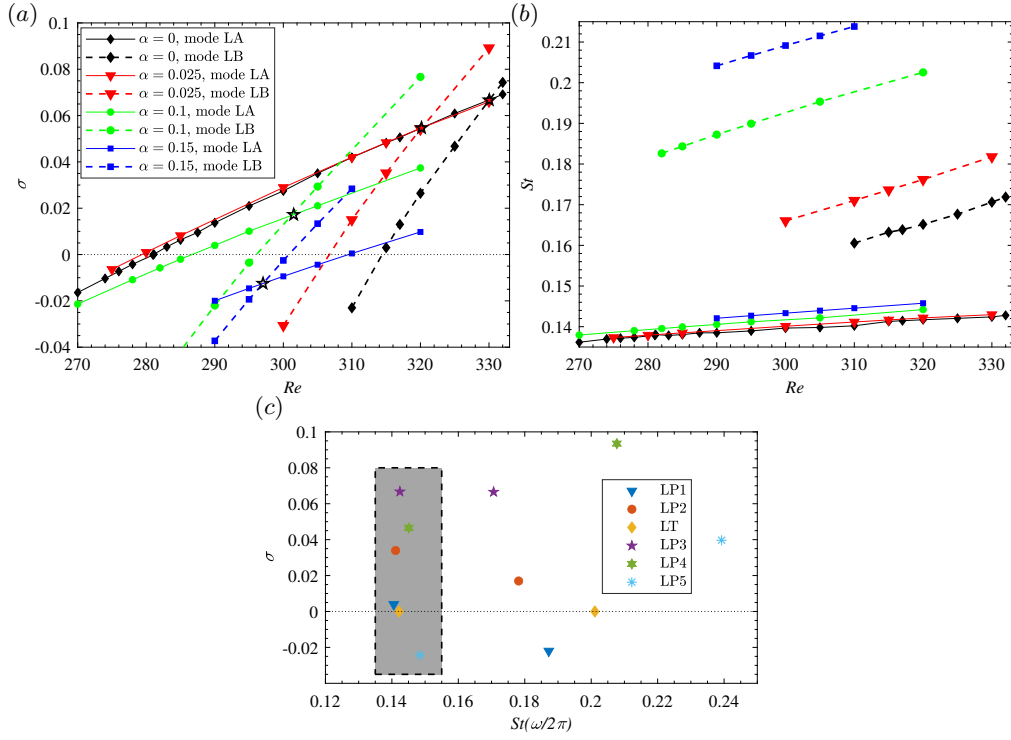 (a)
0.1
0.08
0.06
0.04
0.02
0
-0.02
-0.04
σ
270 280 290 300 310 320 330
Re
α = 0, mode LA
α = 0, mode LB
α = 0.025, mode LA
α = 0.025, mode LB
α = 0.1, mode LA
α = 0.1, mode LB
α = 0.15, mode LA
α = 0.15, mode LB
(b)
0.21
0.2
0.19
0.18
0.17
0.16
0.15
0.14
St
270 280 290 300 310 320 330
Re
(c)
0.1
0.08
0.06
0.04
0.02
0
-0.02
σ
0.12 0.14 0.16 0.18 0.2 0.22 0.24
St(ω/2π)
LP1
LP2
LT
LP3
LP4
LP5